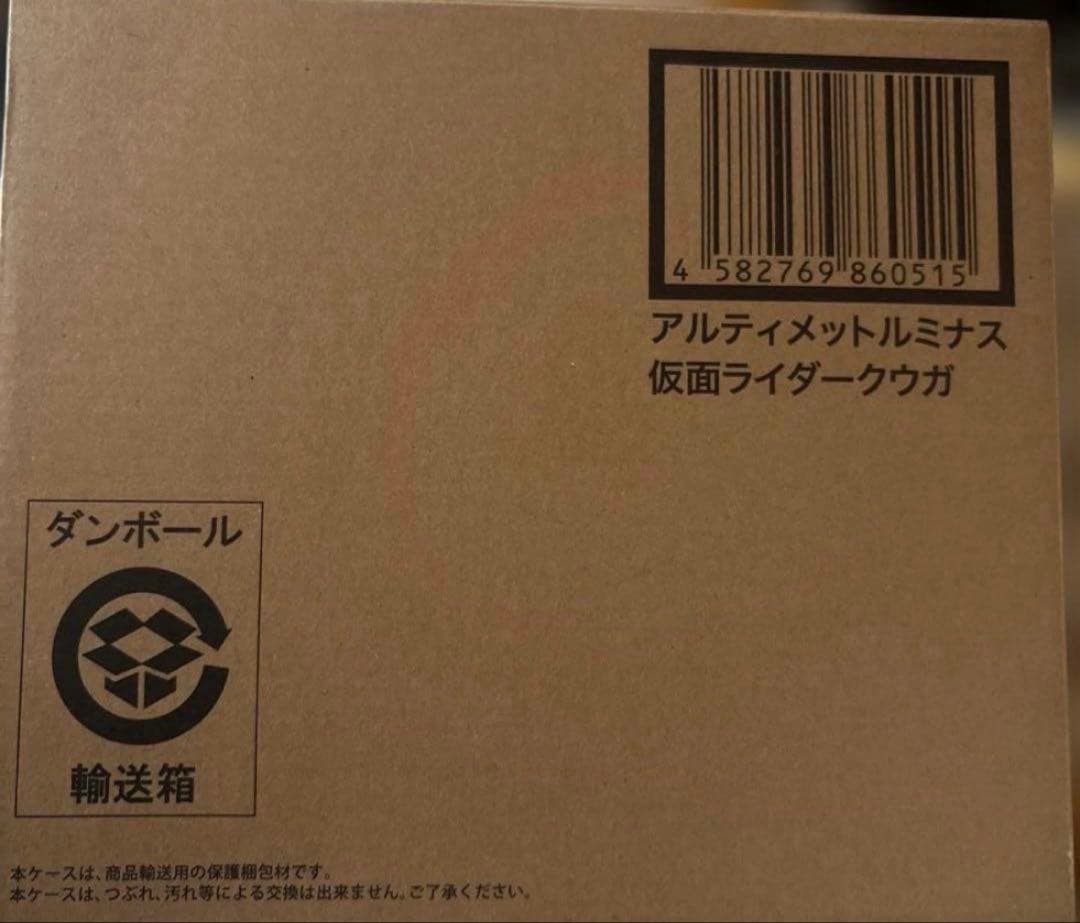 4 582769 860515
アルティメットルミナス
仮面ライダークウガ
ダンボール
輸送箱
本ケースは、商品輸送用の保護梱包材です。
本ケースは、つぶれ、汚れ等による交換は出来ません。ご了承ください。